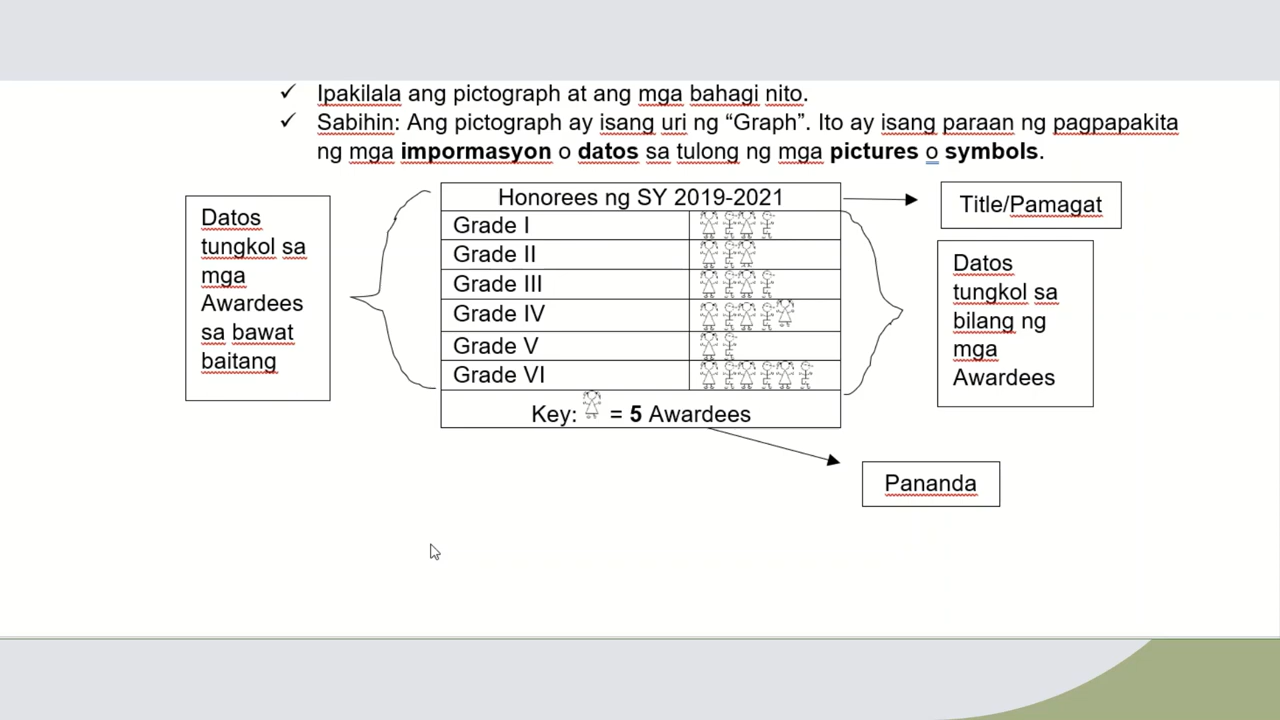 ✓ Ipakilala ang pictograph at ang mga bahagi nito.
✓ Sabihin: Ang pictograph ay isang uri ng “Graph”. Ito ay isang paraan ng pagpapakita
ng mga impormasyon o datos sa tulong ng mga pictures o symbols.
Datos
tungkol sa
mga
Awardees
sa bawat
baitang
Honorees ng SY 2019-2021
Grade I
Grade II
Grade III
Grade IV
Grade V
Grade VI
Key: = 5 Awardees
Title/Pamagat
Datos
tungkol sa
bilang ng
mga
Awardees
Pananda